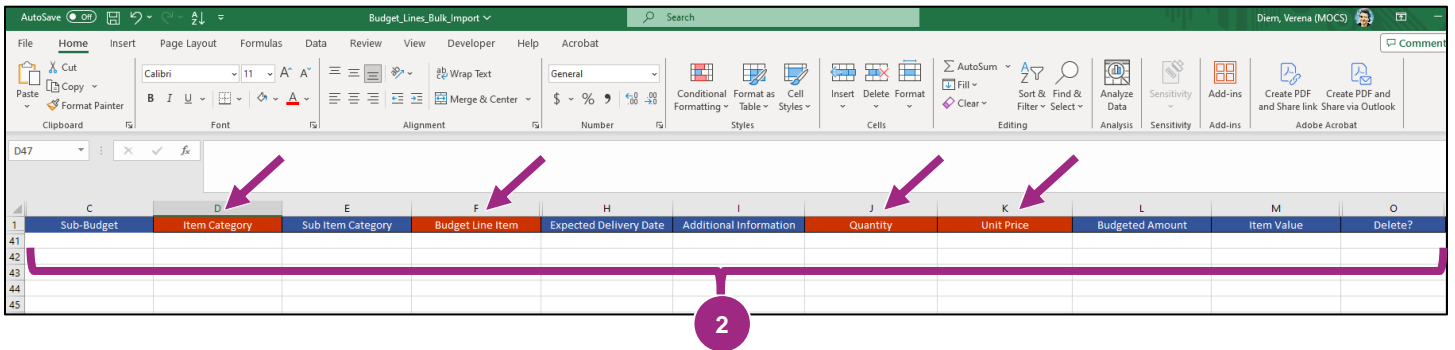 AutoSave Off Budget_Lines_Bulk_Import Search Diem, Verena (MOCS)
File Home Insert Page Layout Formulas Data Review View Developer Help Acrobat Comment
Paste Cut Copy Format Painter
Calibri 11 A^ A˅ B I U A
Wrap Text Merge & Center
General $ % 9 .00 .00
Conditional Formatting Format as Table Cell Styles
Insert Delete Format
AutoSum Fill Clear Sort & Filter Find & Select
Analyze Data Sensitivity Add-ins
Create PDF and Share link Create PDF and Share via Outlook
Clipboard Font Alignment Number Styles Cells Editing Analysis Sensitivity Add-ins Adobe Acrobat
D47 fx
C D E F H I J K L M O
1 Sub-Budget Item Category Sub Item Category Budget Line Item Expected Delivery Date Additional Information Quantity Unit Price Budgeted Amount Item Value Delete?
41
42
43
44
45
2